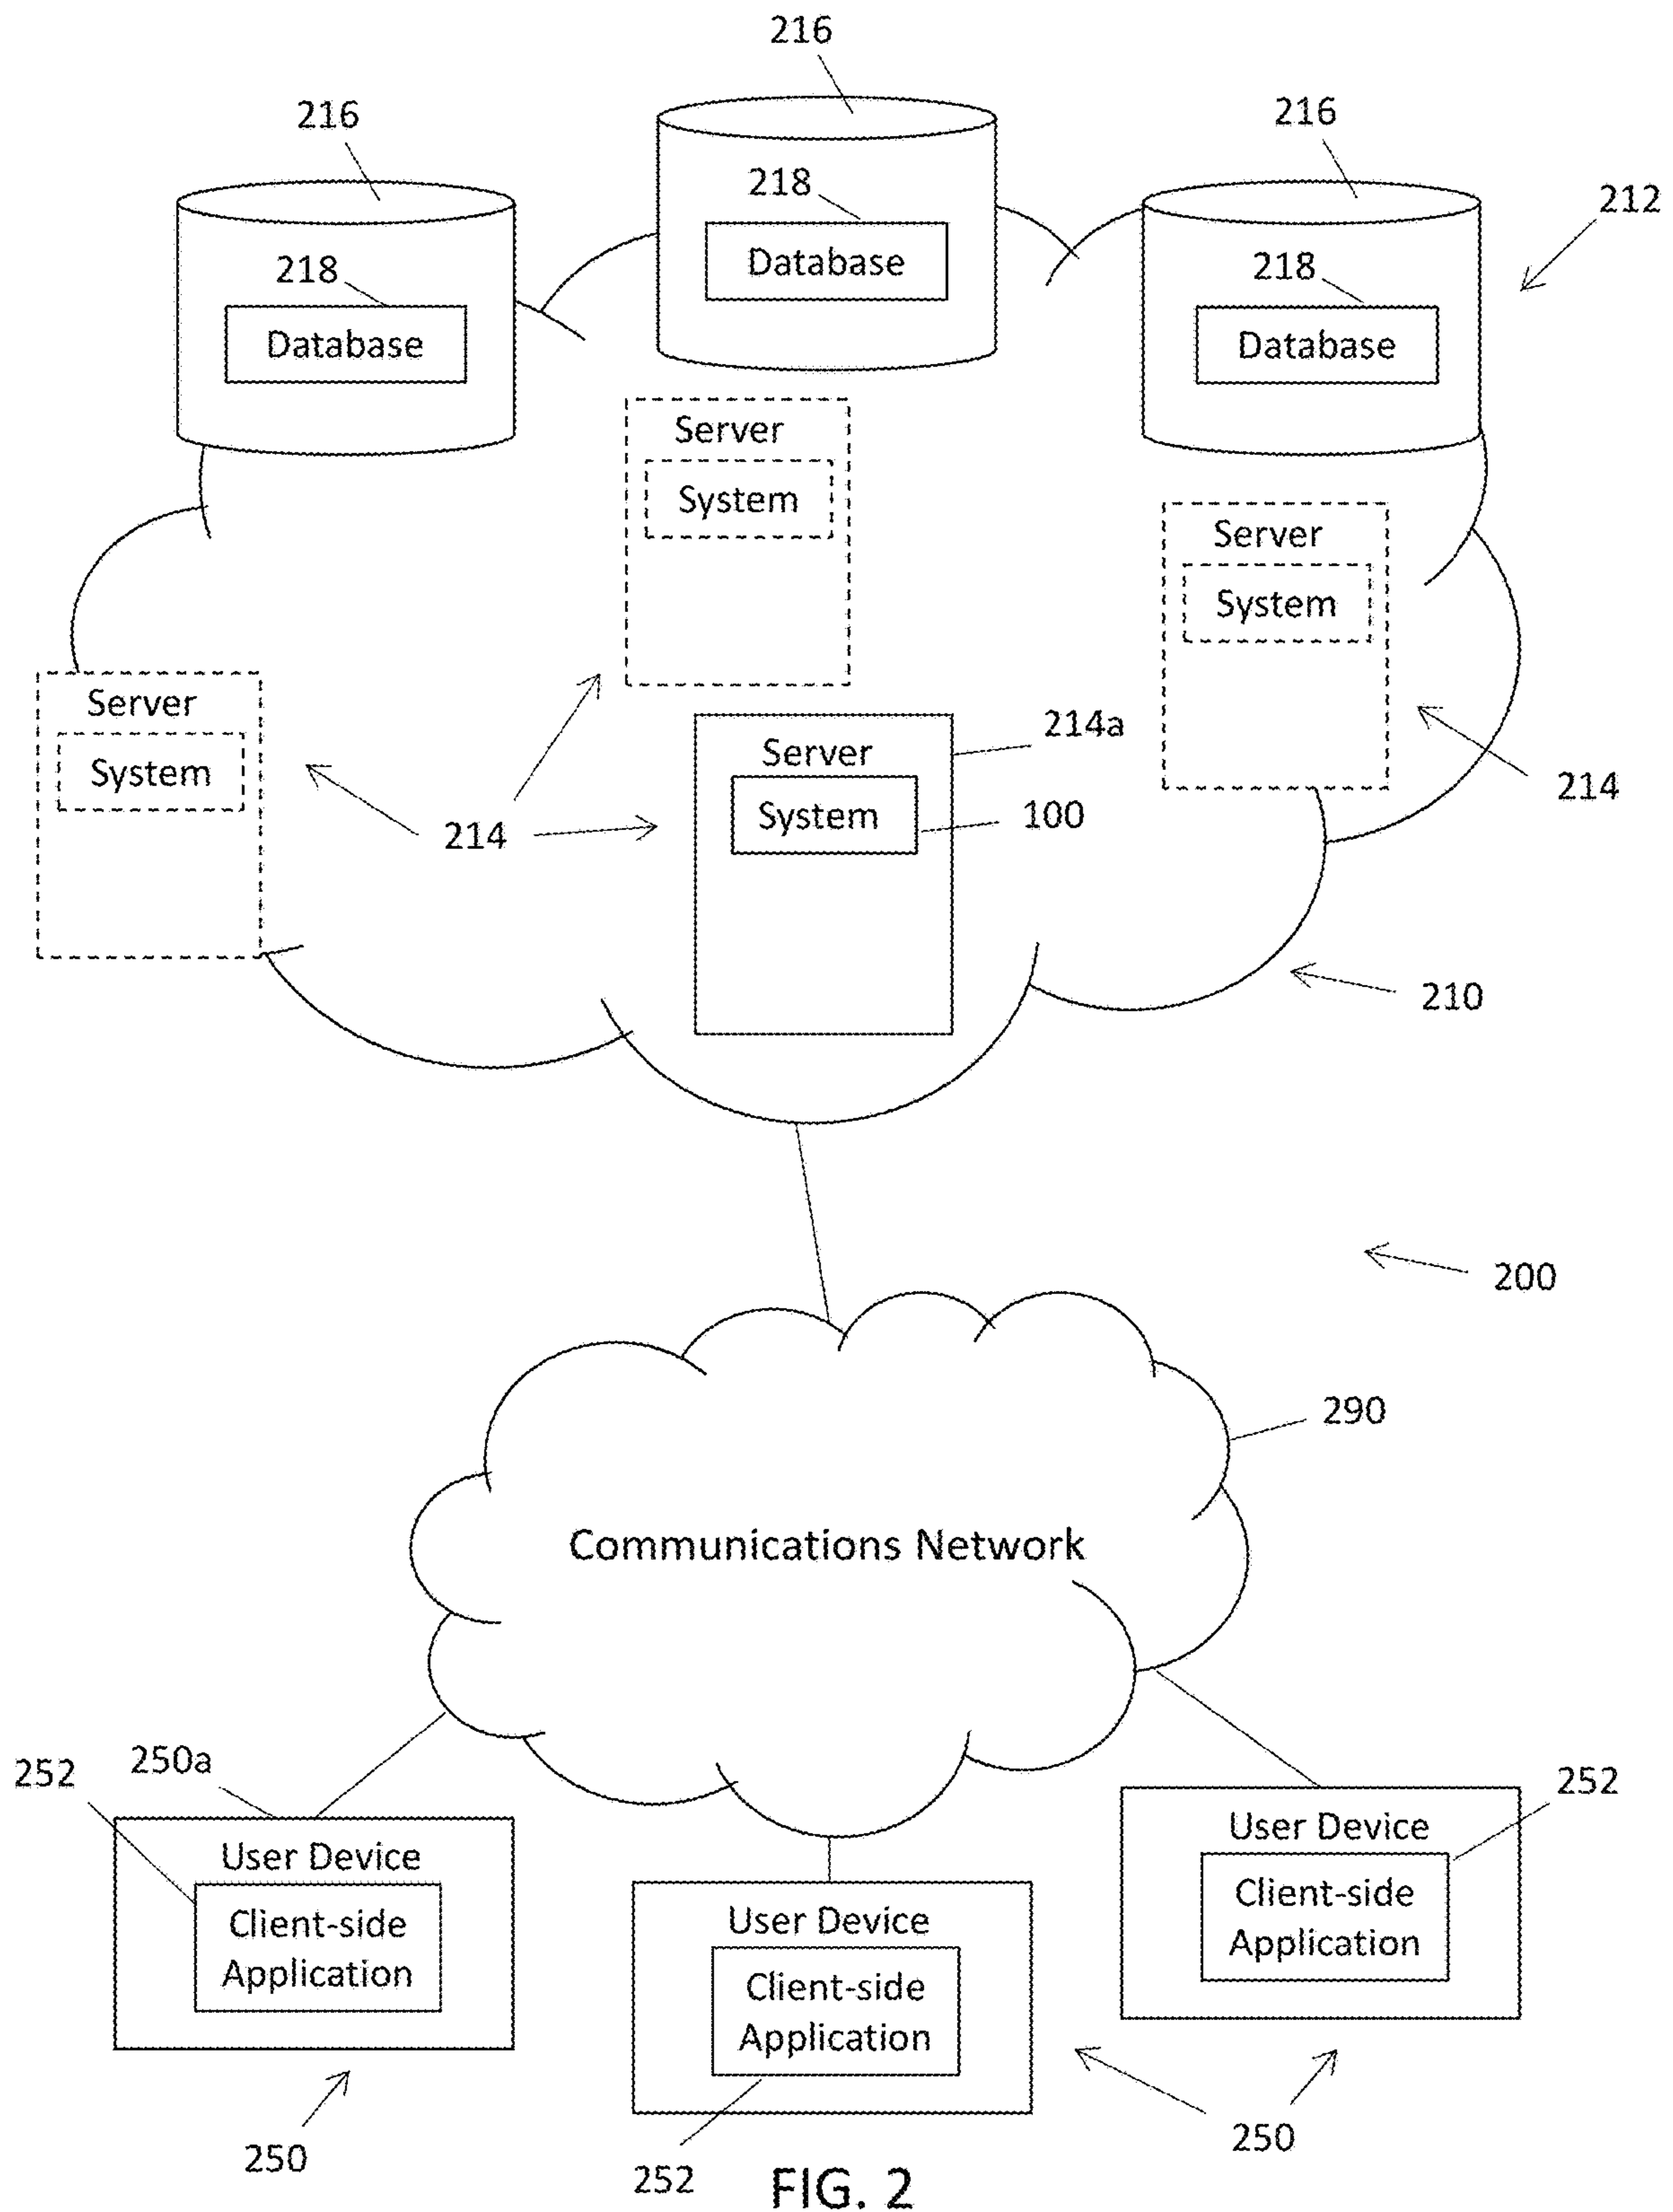 216
216
216
212
218
Database
218
Database
218
Database
Server
System
Server
System
Server
System
214a
Server
System
100
214
214
210
200
290
Communications Network
252
250a
252
User Device
Client-side
Application
User Device
Client-side
Application
User Device
Client-side
Application
250
252
250
FIG. 2